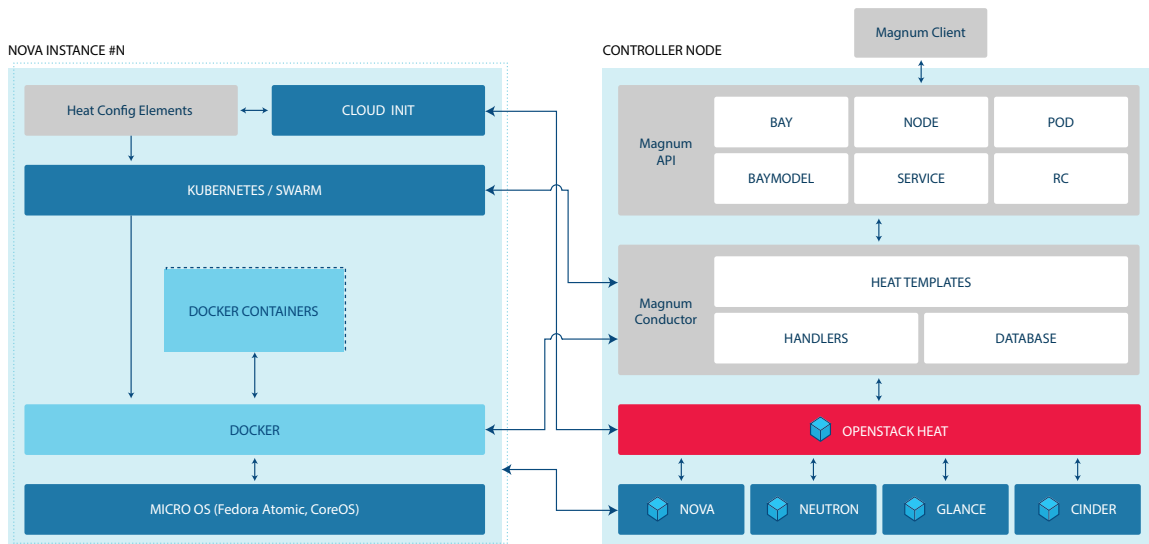 Magnum Client
NOVA INSTANCE #N
CONTROLLER NODE
Heat Config Elements
CLOUD INIT
KUBERNETES / SWARM
DOCKER CONTAINERS
DOCKER
MICRO OS (Fedora Atomic, CoreOS)
Magnum
API
BAY
NODE
POD
BAYMODEL
SERVICE
RC
Magnum
Conductor
HEAT TEMPLATES
HANDLERS
DATABASE
OPENSTACK HEAT
NOVA
NEUTRON
GLANCE
CINDER